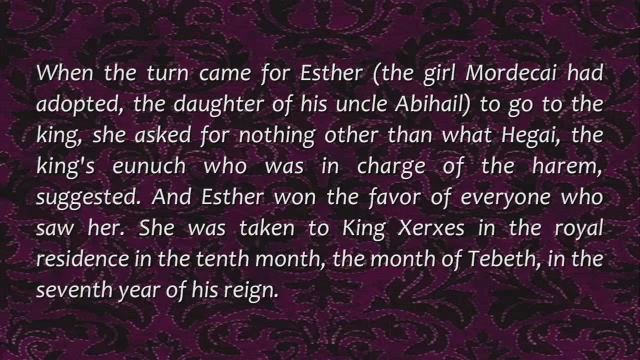 When the turn came for Esther (the girl Mordecai had
adopted, the daughter of his uncle Abihail) to go to the
king, she asked for nothing other than what Hegai, the
king's eunuch who was in charge of the harem,
suggested. And Esther won the favor of everyone who
saw her. She was taken to King Xerxes in the royal
residence in the tenth month, the month of Tebeth, in the
seventh year of his reign.